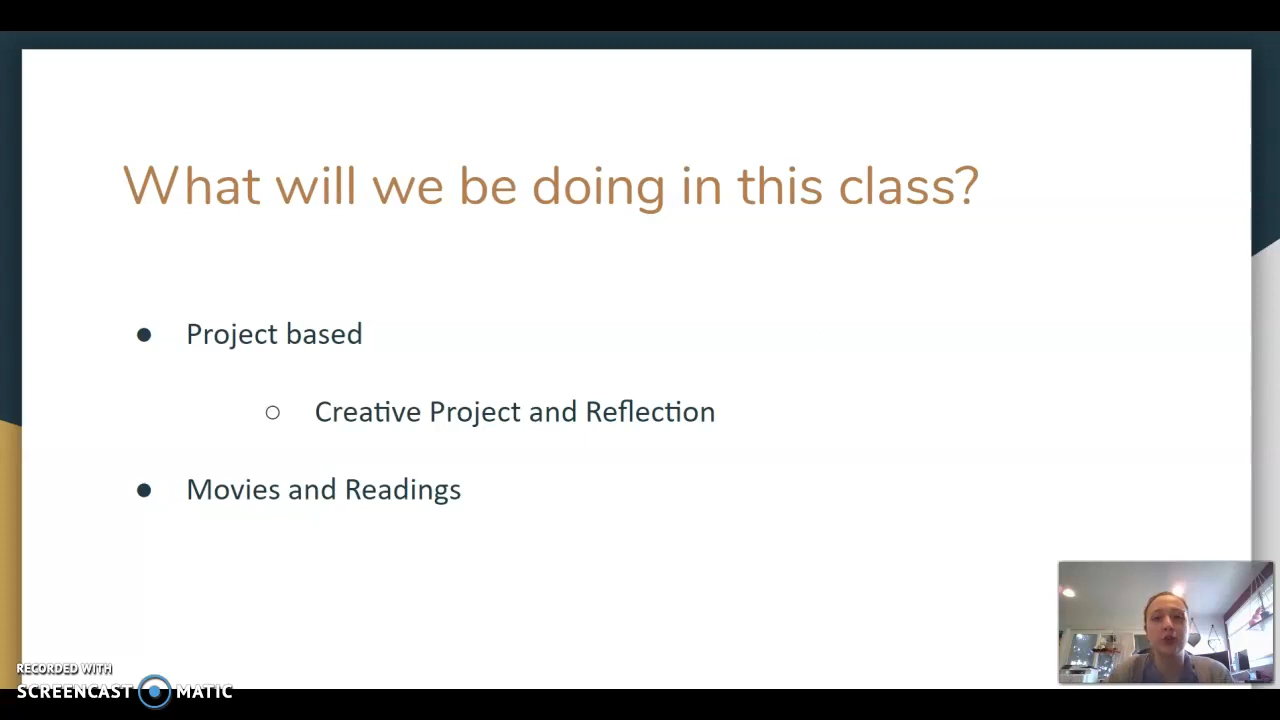 What will we be doing in this class?
● Project based
○ Creative Project and Reflection
● Movies and Readings
RECORDED WITH
SCREENCAST MATIC